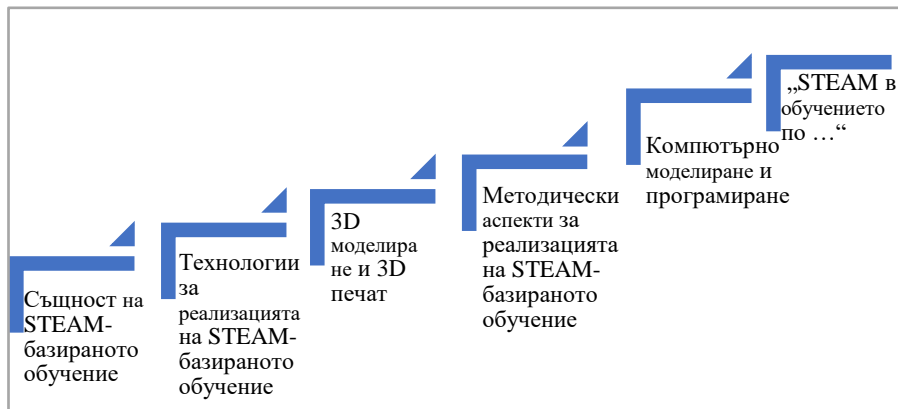 Същност на
STEAM-
базираното
обучение
Технологии
за
реализацията
на STEAM-
базираното
обучение
3D
моделира
не и 3D
печат
Методически
аспекти за
реализацията
на STEAM-
базираното
обучение
Компютърно
моделиране и
програмиране
„STEAM в
обучението
по …“